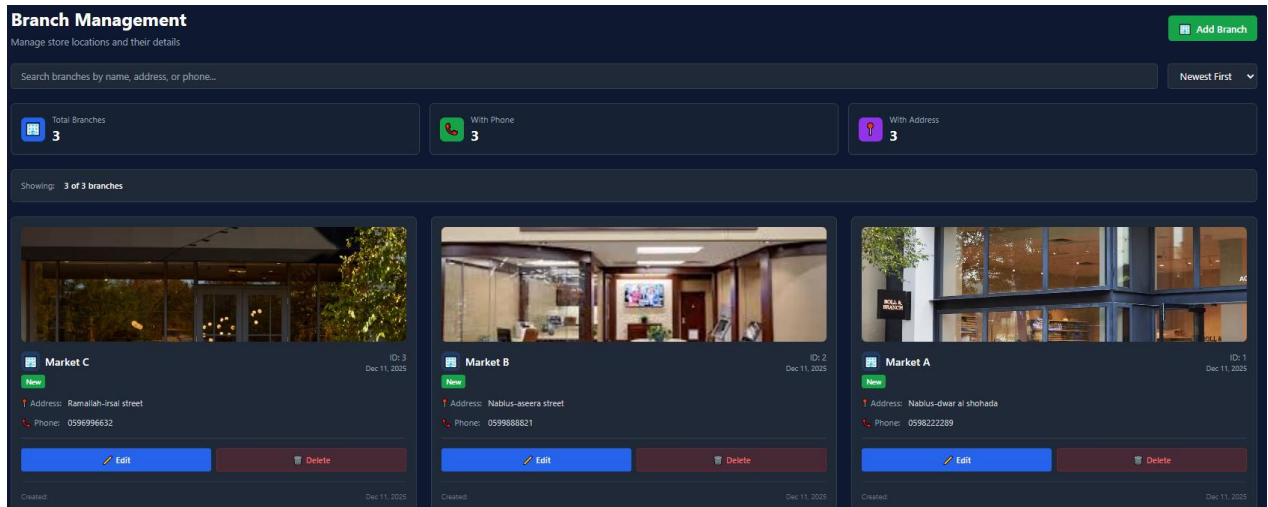 Branch Management
Manage store locations and their details
Add Branch
Search branches by name, address, or phone...
Newest First
Total Branches
3
With Phone
3
With Address
3
Showing: 3 of 3 branches
BOLL &
BRANCH
Market C
ID: 3
Dec 11, 2025
New
Address: Ramallah-irsal street
Phone: 0596996632
Edit
Delete
Created:
Dec 11, 2025
Market B
ID: 2
Dec 11, 2025
New
Address: Nablus-aseera street
Phone: 0599888821
Edit
Delete
Created:
Dec 11, 2025
Market A
ID: 1
Dec 11, 2025
New
Address: Nablus-dwar al shohada
Phone: 0598222289
Edit
Delete
Created:
Dec 11, 2025